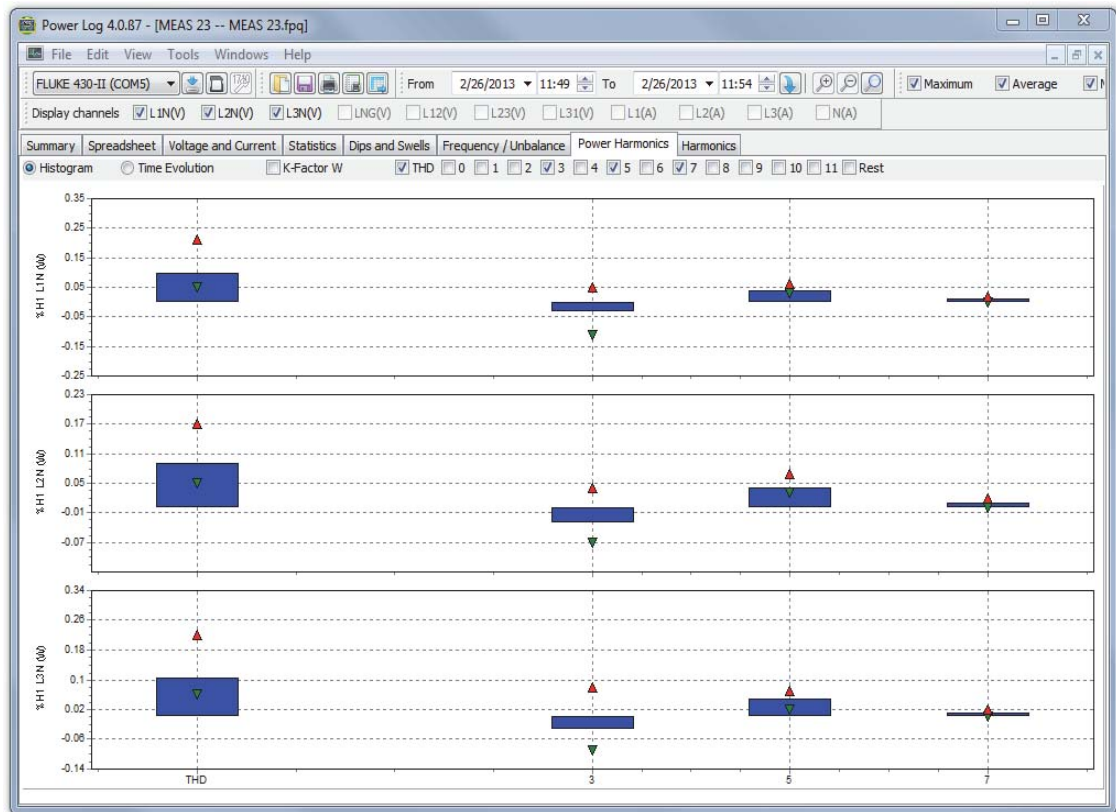 Power Log 4.0.87 - [MEAS 23 -- MEAS 23.fpq]
File Edit View Tools Windows Help
FLUKE 430-II (COM5) From 2/26/2013 11:49 To 2/26/2013 11:54 Maximum Average
Display channels L1N(V) L2N(V) L3N(V) LNG(V) L12(V) L23(V) L31(V) L1(A) L2(A) L3(A) N(A)
Summary Spreadsheet Voltage and Current Statistics Dips and Swells Frequency / Unbalance Power Harmonics Harmonics
Histogram Time Evolution K-Factor W THD 0 1 2 3 4 5 6 7 8 9 10 11 Rest
%H1 L1N (W)
0.35
0.25
0.15
0.05
-0.05
-0.15
-0.25
%H1 L2N (W)
0.23
0.17
0.11
0.05
-0.01
-0.07
%H1 L3N (W)
0.34
0.26
0.18
0.1
0.02
-0.06
-0.14
THD 3 5 7